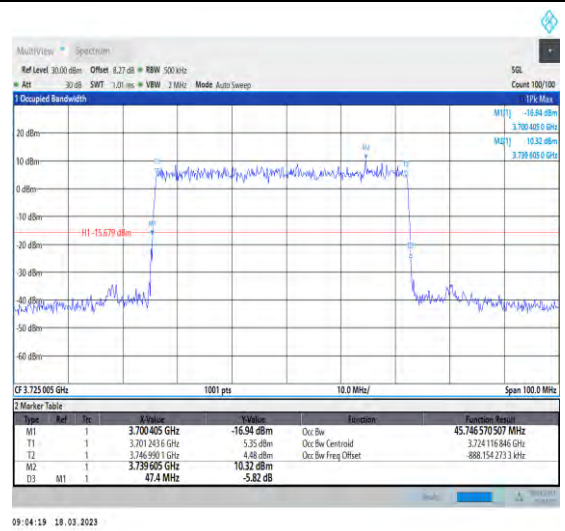 MultiView Spectrum
Ref Level 30.00 dBm Offset 8.27 dB RBW 500 kHz SGL
Att 30 dB SWT 1.01 ms VBW 2 MHz Mode Auto Sweep Count 100/100
1 Occupied Bandwidth 1Pk Max
M1[1] -16.94 dBm
3.700 405 0 GHz
M2[1] 10.32 dBm
3.739 605 0 GHz
20 dBm
M2
10 dBm
T1 T2
0 dBm
-10 dBm
M1
H1 -15.679 dBm
-20 dBm
D3
-30 dBm
-40 dBm
-50 dBm
-60 dBm
CF 3.725 005 GHz 1001 pts 10.0 MHz/ Span 100.0 MHz
2 Marker Table
Type Ref Trc X-Value Y-Value Function Function Result
M1 1 3.700 405 GHz -16.94 dBm Occ Bw 45.746 570 507 MHz
T1 1 3.701 243 6 GHz 5.35 dBm Occ Bw Centroid 3.724 116 846 GHz
T2 1 3.746 990 1 GHz 4.48 dBm Occ Bw Freq Offset -888.154 273 3 kHz
M2 1 3.739 605 GHz 10.32 dBm
D3 M1 1 47.4 MHz -5.82 dB
Ready
09:04:19 18.03.2023